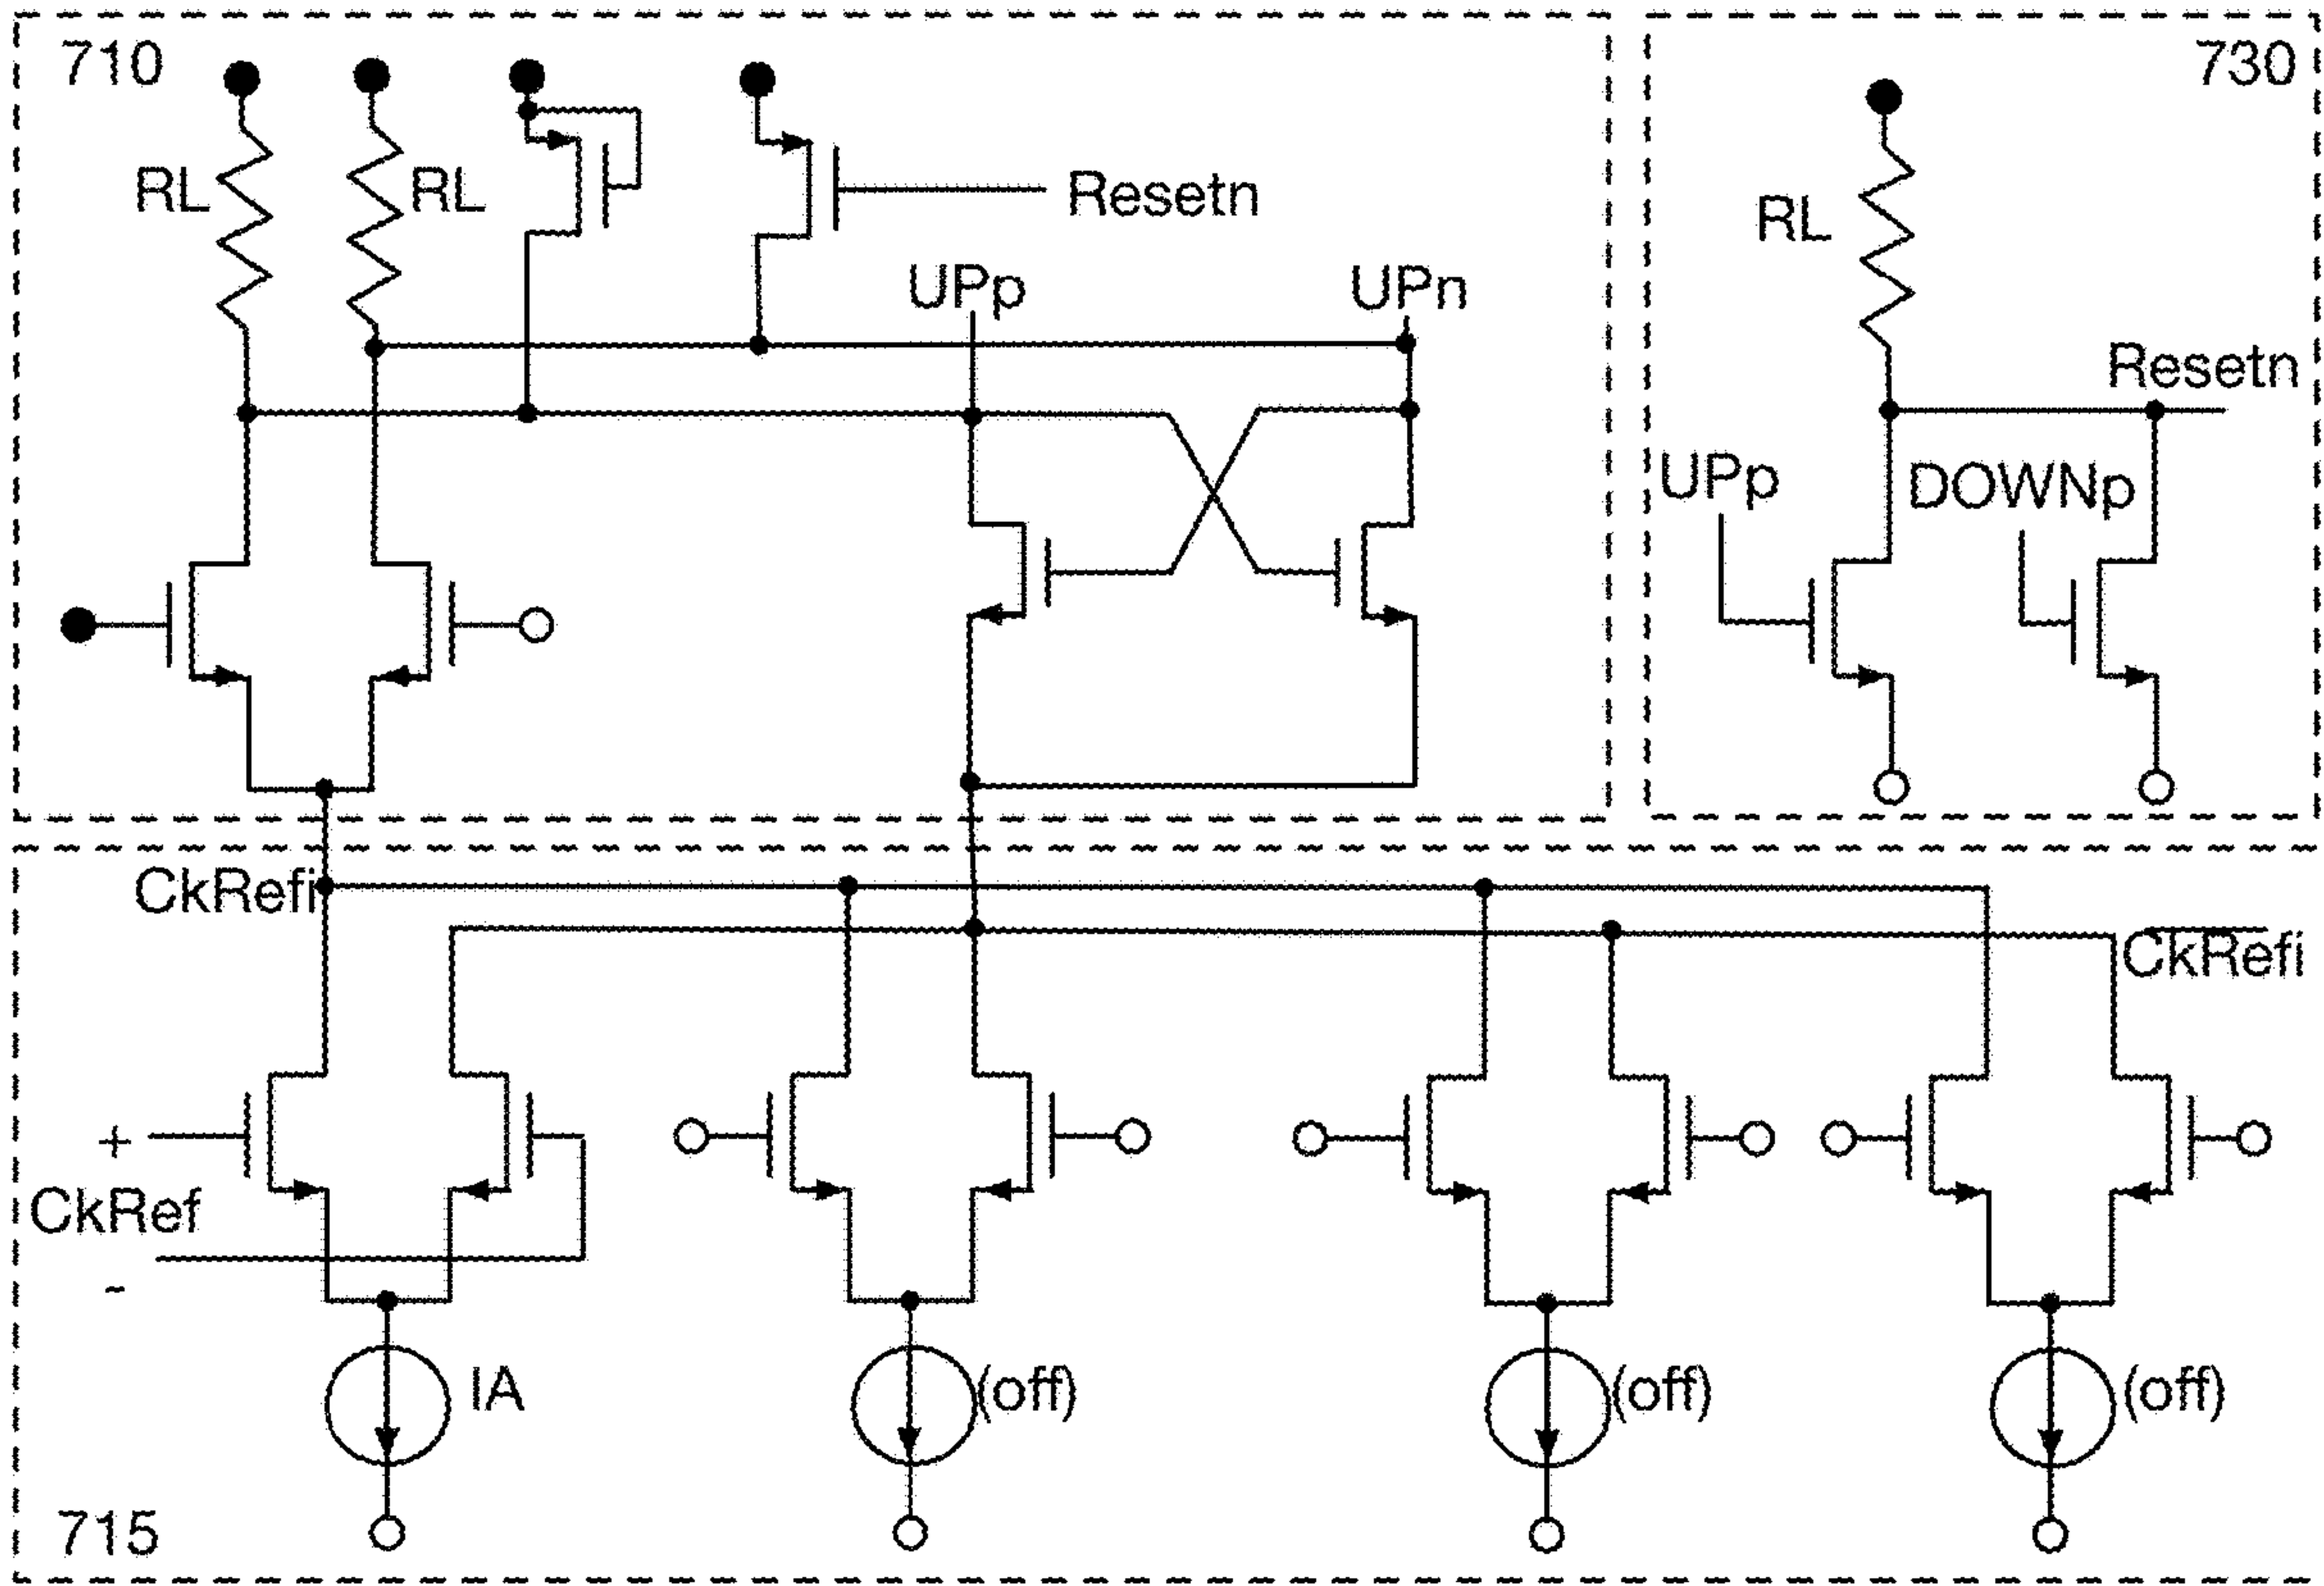 710
730
RL
RL
Resetn
RL
UPp
UPn
Resetn
UPp
DOWNp
CkRefi
CkRefi
+
CkRef
-
IA
(off)
(off)
(off)
715